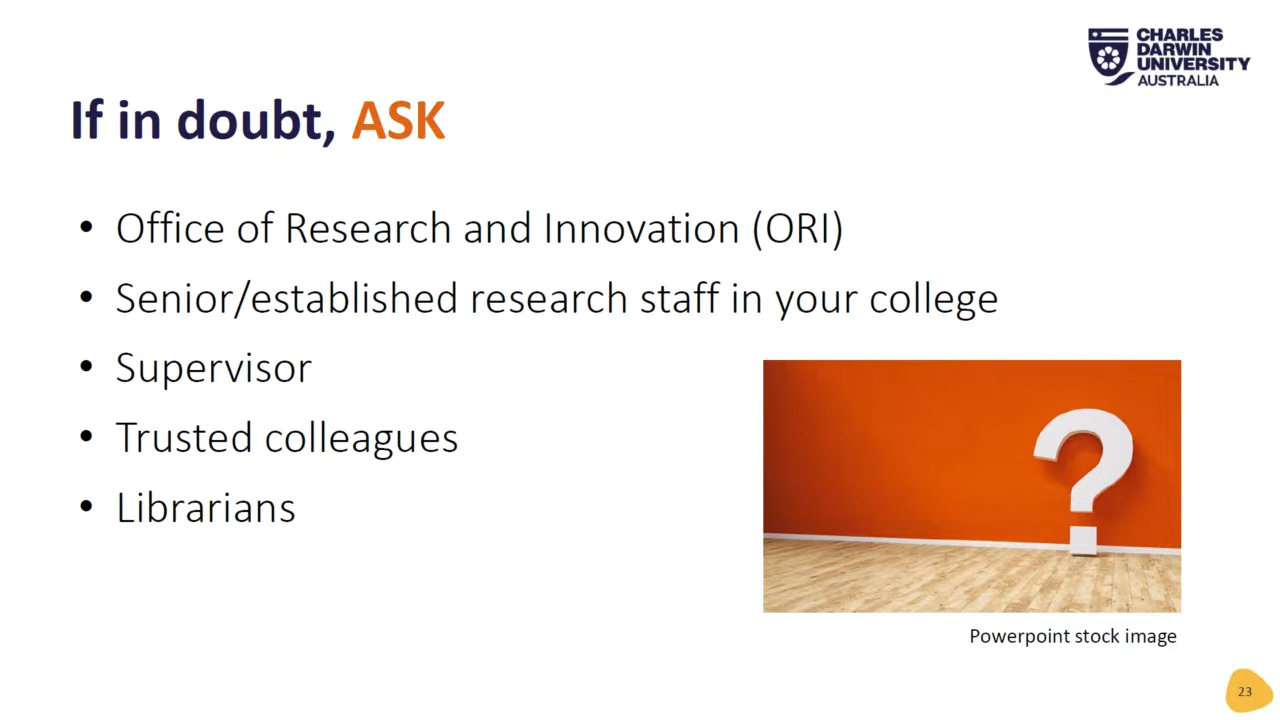 CHARLES
DARWIN
UNIVERSITY
AUSTRALIA
If in doubt, ASK
• Office of Research and Innovation (ORI)
• Senior/established research staff in your college
• Supervisor
• Trusted colleagues
• Librarians
?
Powerpoint stock image
23